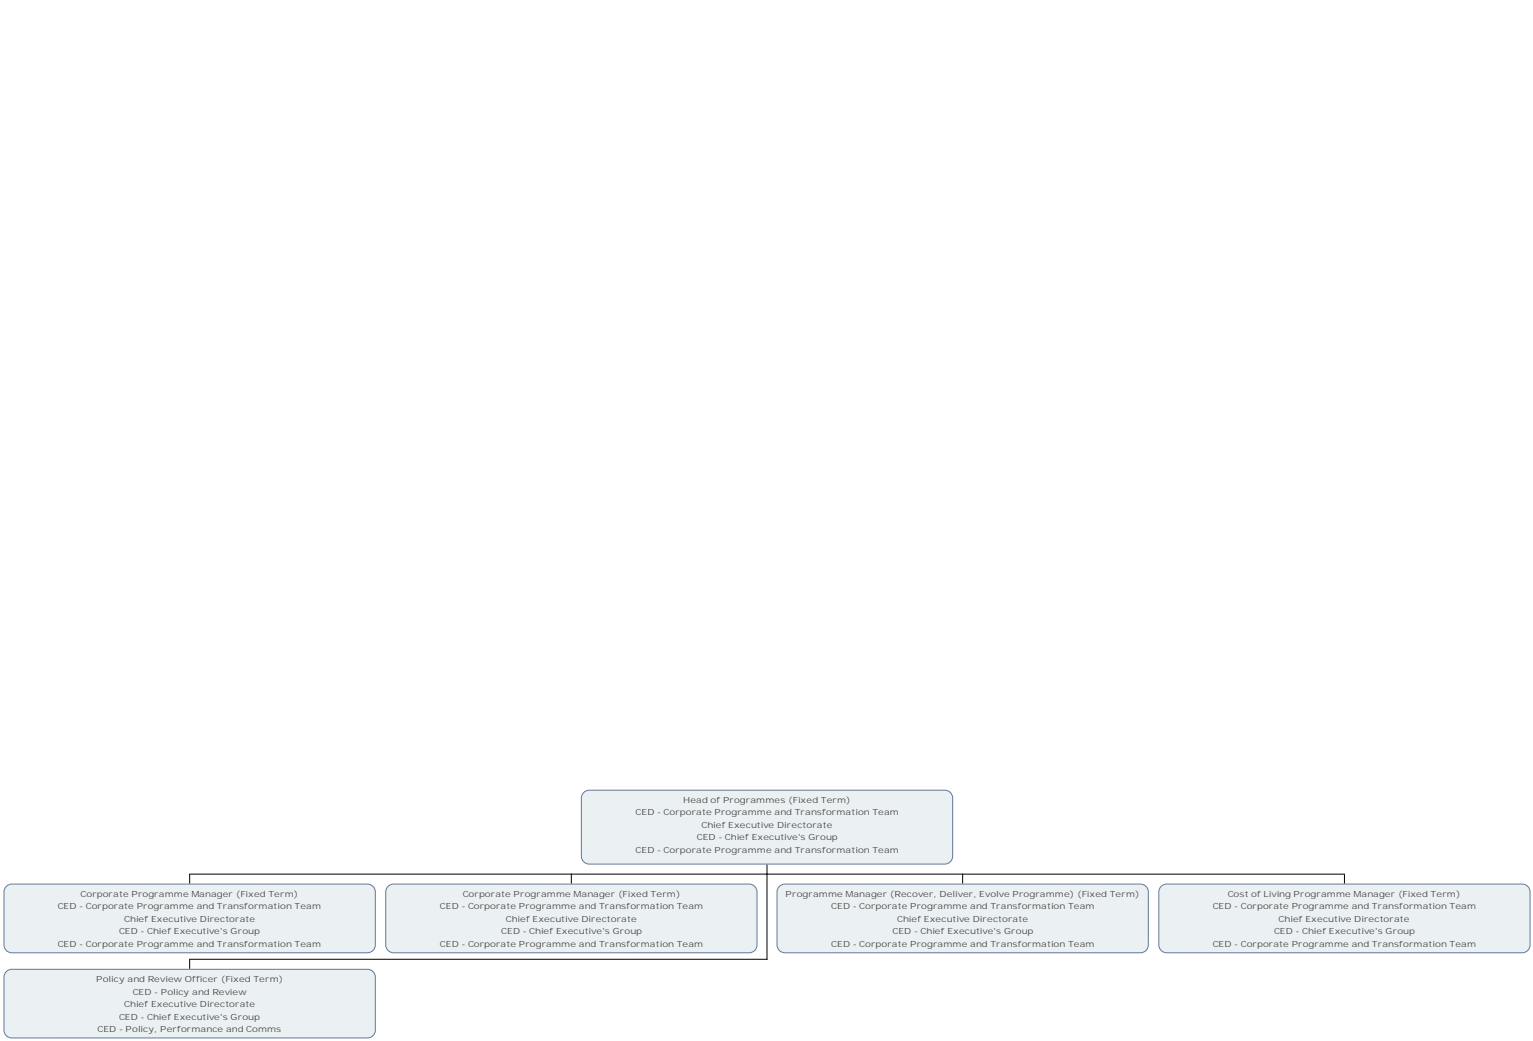 Head of Programmes (Fixed Term)
CED - Corporate Programme and Transformation Team
Chief Executive Directorate
CED - Chief Executive's Group
CED - Corporate Programme and Transformation Team
Corporate Programme Manager (Fixed Term)
CED - Corporate Programme and Transformation Team
Chief Executive Directorate
CED - Chief Executive's Group
CED - Corporate Programme and Transformation Team
Corporate Programme Manager (Fixed Term)
CED - Corporate Programme and Transformation Team
Chief Executive Directorate
CED - Chief Executive's Group
CED - Corporate Programme and Transformation Team
Programme Manager (Recover, Deliver, Evolve Programme) (Fixed Term)
CED - Corporate Programme and Transformation Team
Chief Executive Directorate
CED - Chief Executive's Group
CED - Corporate Programme and Transformation Team
Cost of Living Programme Manager (Fixed Term)
CED - Corporate Programme and Transformation Team
Chief Executive Directorate
CED - Chief Executive's Group
CED - Corporate Programme and Transformation Team
Policy and Review Officer (Fixed Term)
CED - Policy and Review
Chief Executive Directorate
CED - Chief Executive's Group
CED - Policy, Performance and Comms